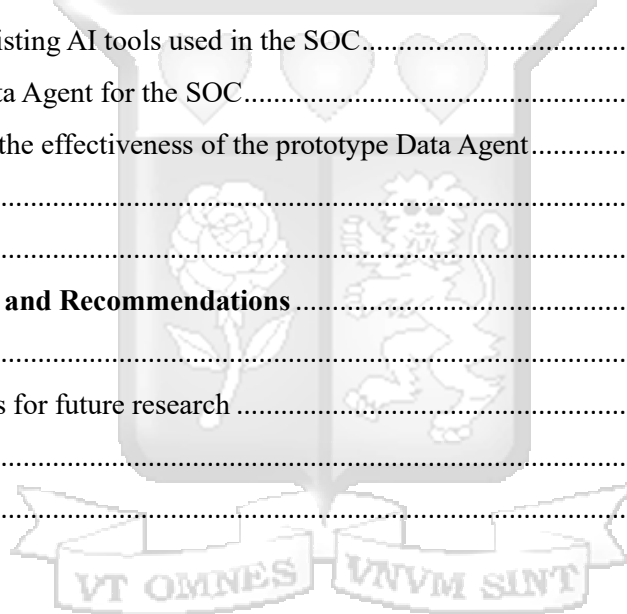 isting AI tools used in the SOC..................................
ta Agent for the SOC..................................................
the effectiveness of the prototype Data Agent............
....................................................................................
....................................................................................
and Recommendations............................................
....................................................................................
s for future research...................................................
....................................................................................
....................................................................................
VT OMNES VNVM SINT